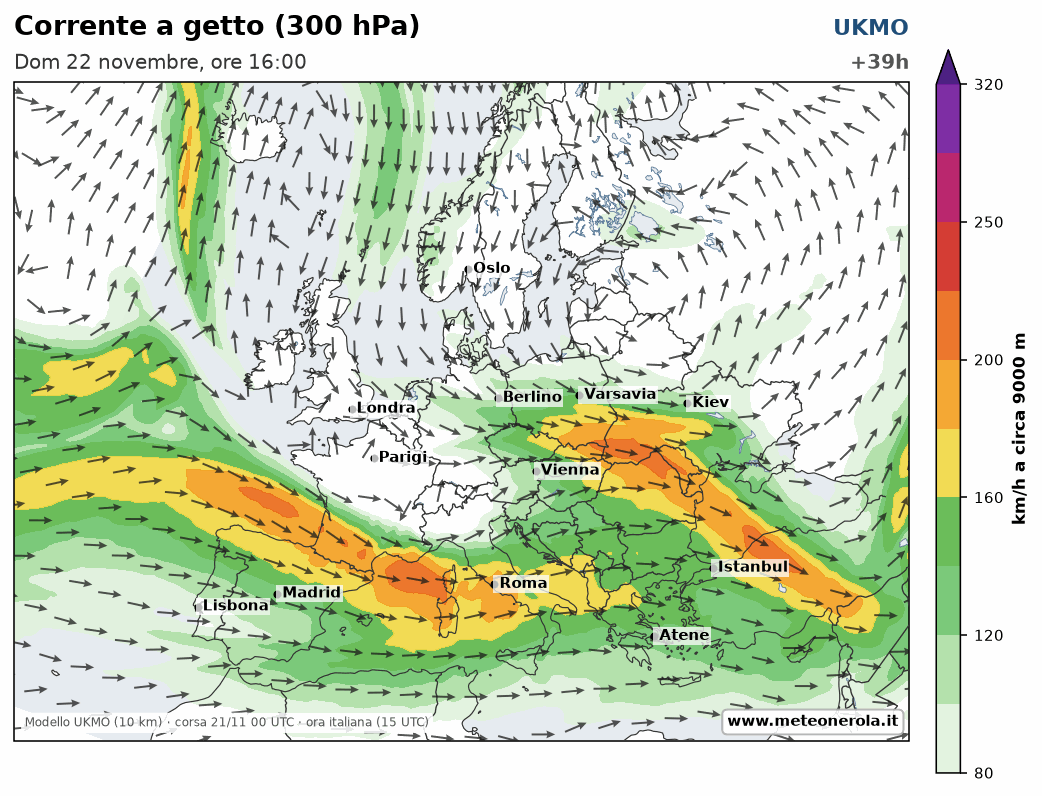 Corrente a getto (300 hPa)
UKMO
Dom 22 novembre, ore 16:00
+39h
320
250
200
160
120
80
km/h a circa 9000 m
Oslo
Berlino
Varsavia
Kiev
Londra
Parigi
Vienna
Istanbul
Roma
Madrid
Lisbona
Atene
Modello UKMO (10 km) · corsa 21/11 00 UTC · ora italiana (15 UTC)
www.meteonerola.it